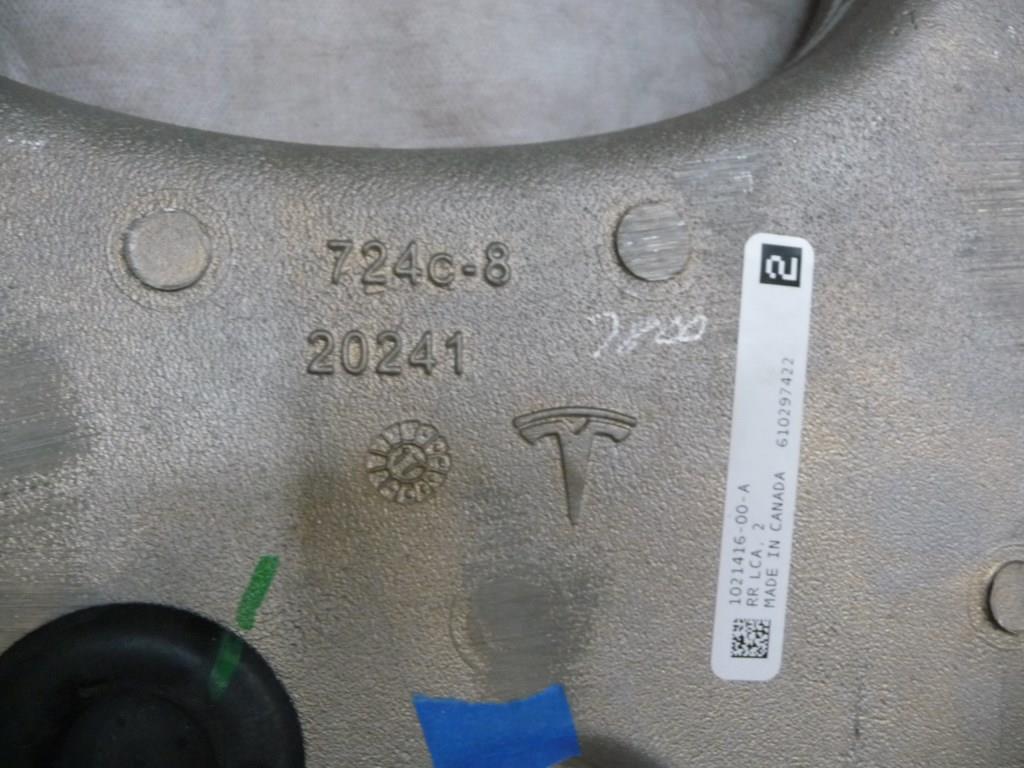 724c-8
20241
2
1021416-00-A
RR LCA, 2
MADE IN CANADA 610297422